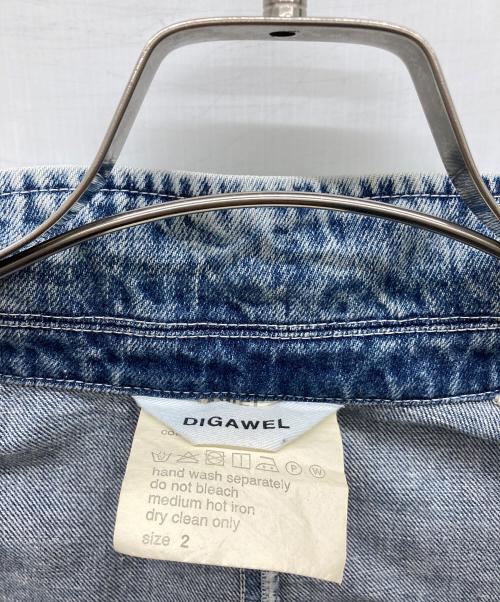 DIGAWEL
hand wash separately
do not bleach
medium hot iron
dry clean only
size 2